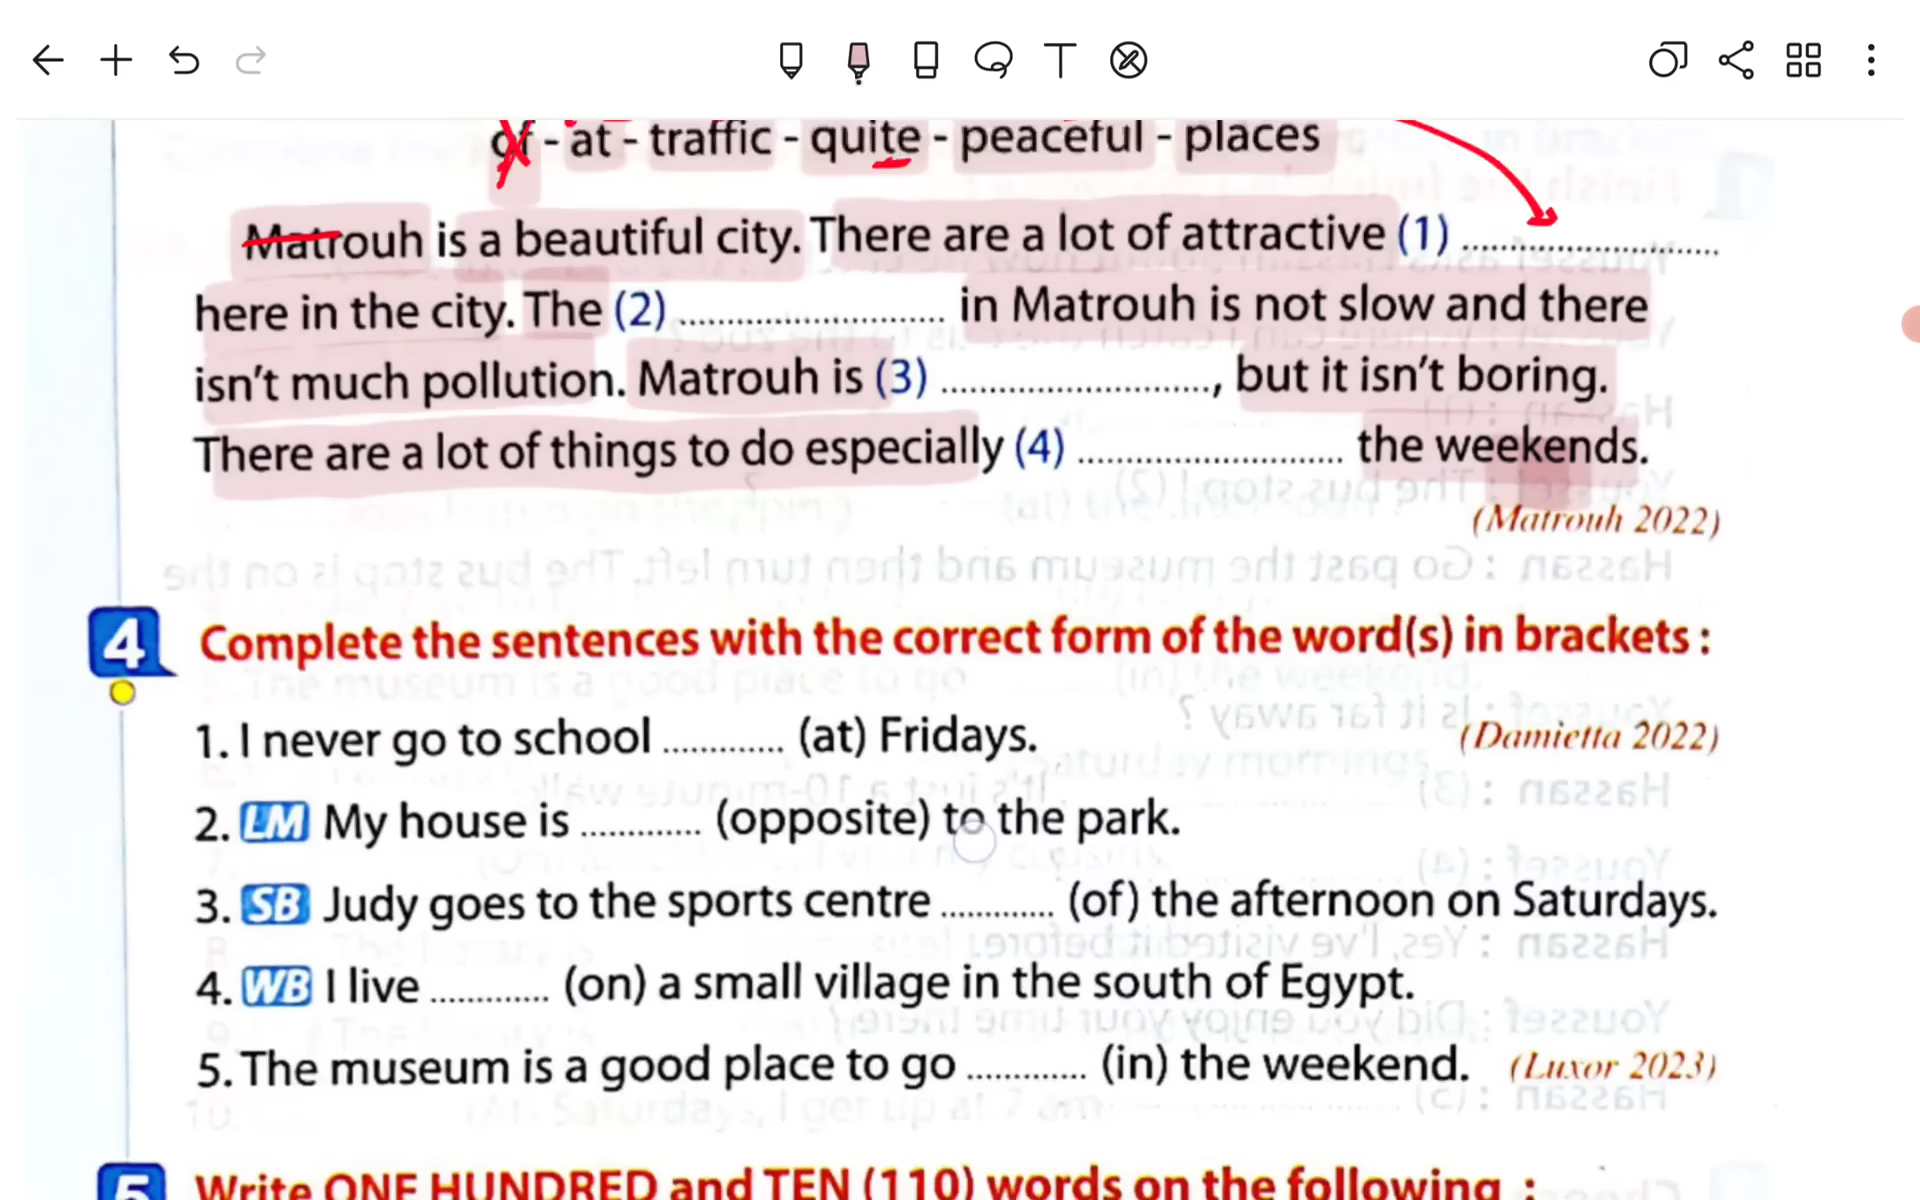 of - at - traffic - quite - peaceful - places
Matrouh is a beautiful city. There are a lot of attractive (1) ..........................
here in the city. The (2) .......................... in Matrouh is not slow and there
isn't much pollution. Matrouh is (3) .........................., but it isn't boring.
There are a lot of things to do especially (4) .......................... the weekends.
(Matrouh 2022)
4 Complete the sentences with the correct form of the word(s) in brackets :
1. I never go to school ............ (at) Fridays. (Damietta 2022)
2. LM My house is ............ (opposite) to the park.
3. SB Judy goes to the sports centre ............ (of) the afternoon on Saturdays.
4. WB I live ............ (on) a small village in the south of Egypt.
5. The museum is a good place to go ............ (in) the weekend. (Luxor 2023)
5 Write ONE HUNDRED and TEN (110) words on the following :